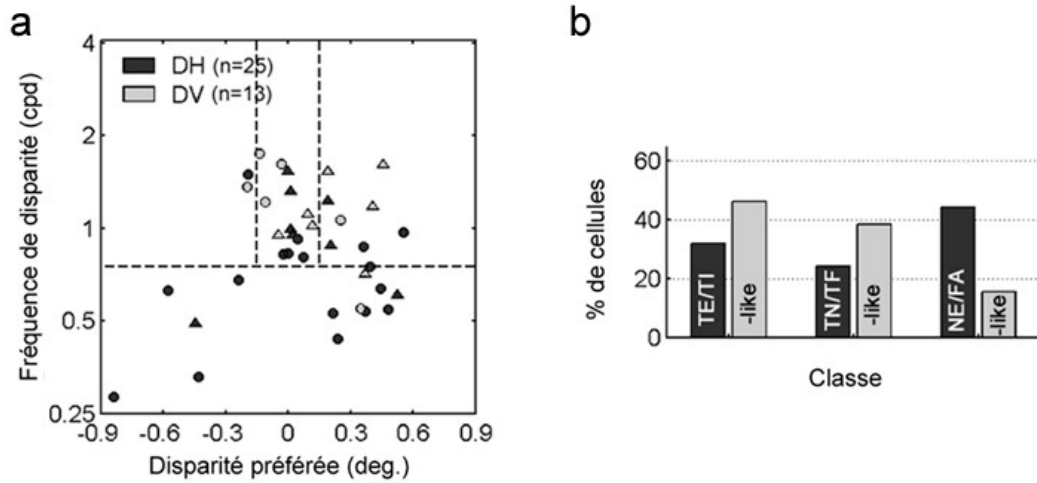 a
b
4
2
1
0.5
0.25
Fréquence de disparité (cpd)
DH (n=25)
DV (n=13)
-0.9 -0.6 -0.3 0 0.3 0.6 0.9
Disparité préférée (deg.)
60
40
20
0
% de cellules
TE/TI
-like
TN/TF
-like
NE/FA
-like
Classe